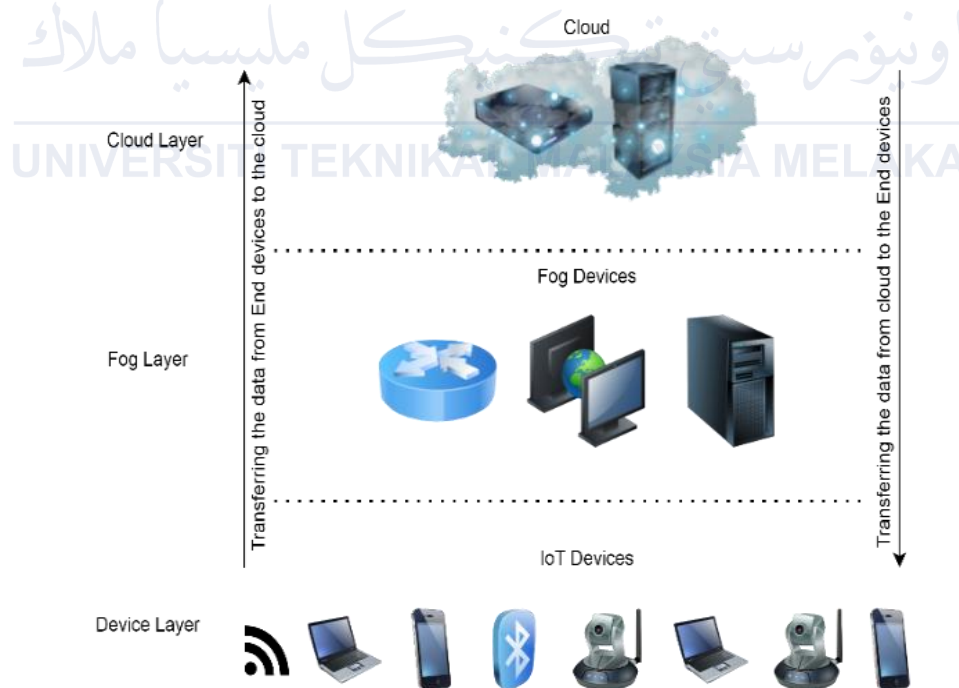 اونيۏرسيتي تيكنيكل مليسيا ملاك
UNIVERSITI TEKNIKAL MALAYSIA MELAKA
Cloud
Cloud Layer
Transferring the data from End devices to the cloud
Transferring the data from cloud to the End devices
Fog Devices
Fog Layer
IoT Devices
Device Layer